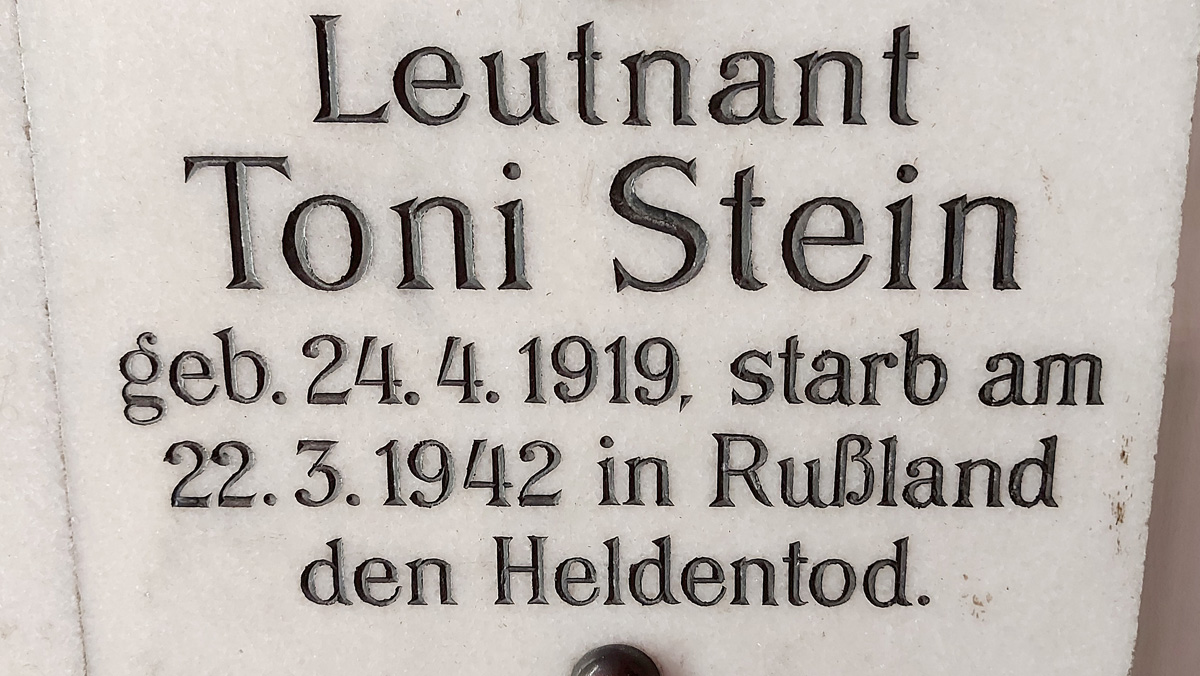 Leutnant
Toni Stein
geb. 24. 4. 1919, starb am
22. 3. 1942 in Rußland
den Heldentod.